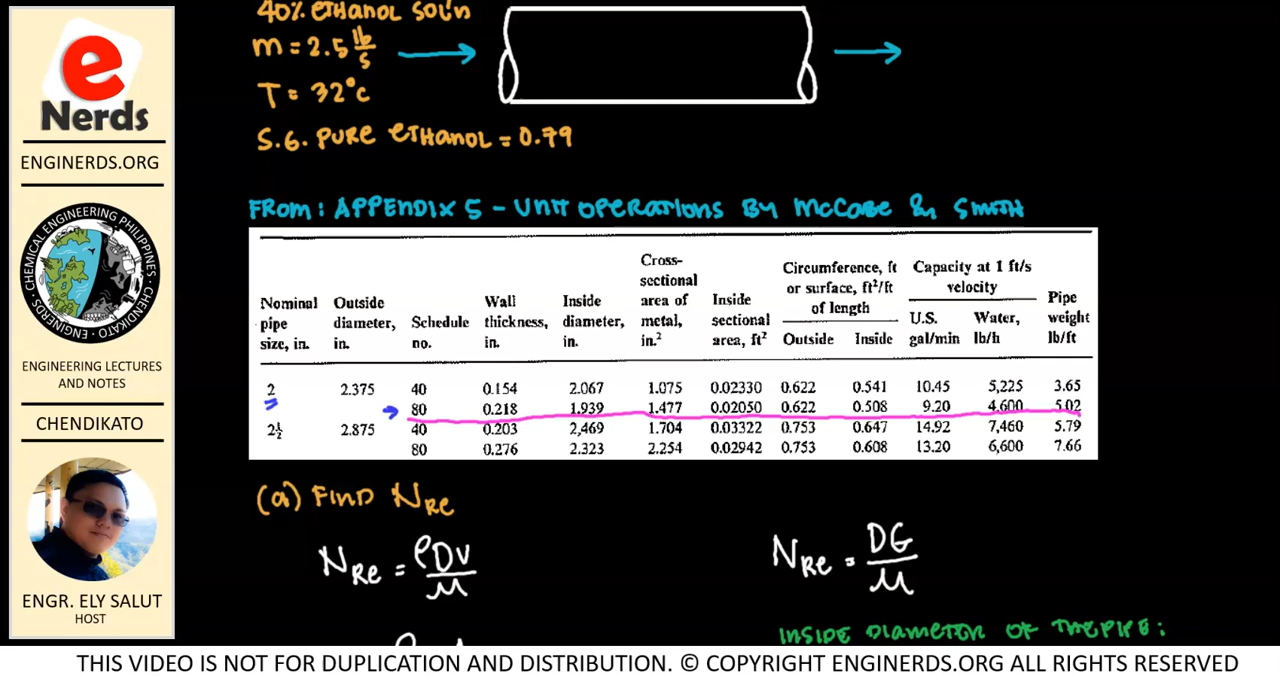 e
Nerds
ENGINERDS.ORG
CHEMICAL ENGINEERING PHILIPPINES
• CHENDIKATO • ENGINERDS •
ENGINEERING LECTURES
AND NOTES
CHENDIKATO
ENGR. ELY SALUT
HOST
40% ETHANOL SOL'N
m = 2.5 lb/s
T = 32°C
S.G. PURE ETHANOL = 0.79
FROM: APPENDIX 5 - UNIT OPERATIONS BY McCABE & SMITH
Nominal pipe size, in. Outside diameter, in. Schedule no. Wall thickness, in. Inside diameter, in. Cross-sectional area of metal, in.² Inside sectional area, ft² Circumference, ft or surface, ft²/ft of length Outside Inside Capacity at 1 ft/s velocity U.S. gal/min Water, lb/h Pipe weight lb/ft
2 2.375 40 0.154 2.067 1.075 0.02330 0.622 0.541 10.45 5,225 3.65
80 0.218 1.939 1.477 0.02050 0.622 0.508 9.20 4,600 5.02
2½ 2.875 40 0.203 2,469 1.704 0.03322 0.753 0.647 14.92 7,460 5.79
80 0.276 2.323 2.254 0.02942 0.753 0.608 13.20 6,600 7.66
(a) FIND NRe
NRe = ρDV/μ
NRe = DG/μ
INSIDE DIAMETER OF THE PIPE:
THIS VIDEO IS NOT FOR DUPLICATION AND DISTRIBUTION. © COPYRIGHT ENGINERDS.ORG ALL RIGHTS RESERVED